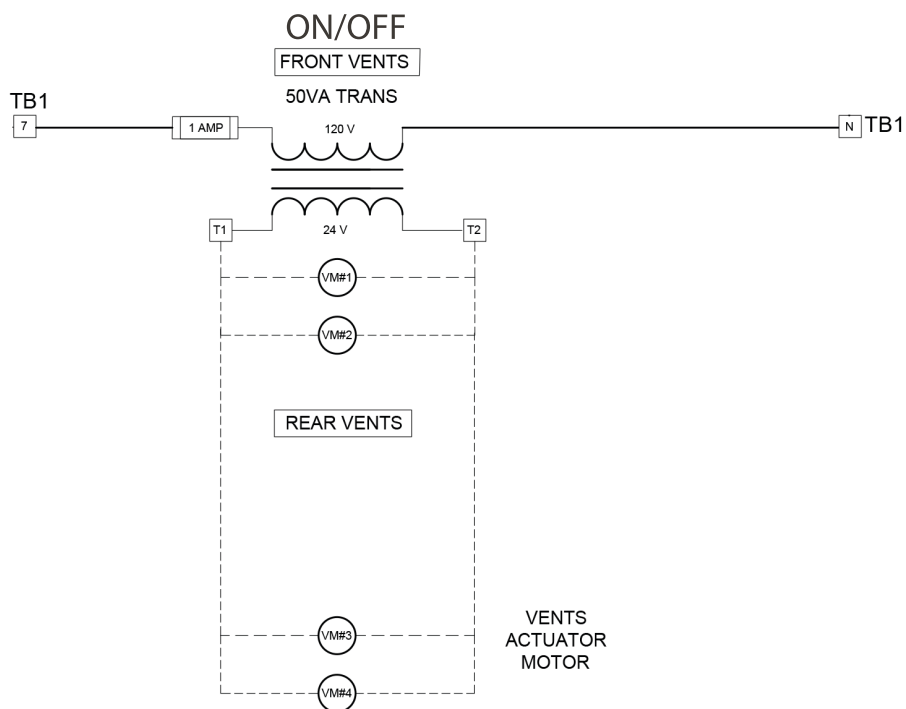 ON/OFF
FRONT VENTS
50VA TRANS
TB1
7
1 AMP
120 V
N
TB1
T1
24 V
T2
VM#1
VM#2
REAR VENTS
VM#3
VENTS
ACTUATOR
MOTOR
VM#4